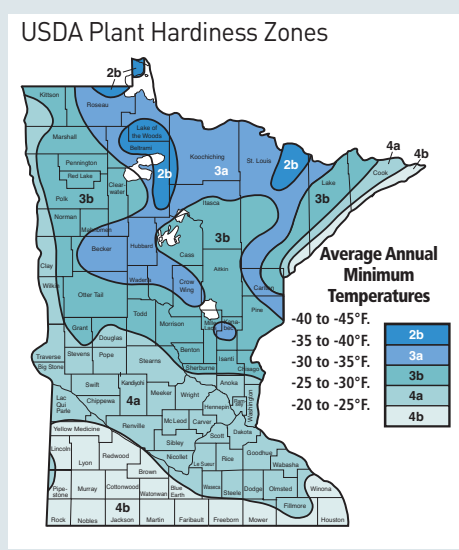 USDA Plant Hardiness Zones
2b
Kittson
Roseau
Lake of
the Woods
Marshall
Beltrami
Koochiching
St. Louis
4a
4b
Pennington
Red Lake
3a
2b
2b
Cook
Clear-
water
Lake
Polk
3b
Itasca
3b
Norman
Mahnomen
3b
Becker
Hubbard
Cass
Clay
Aitkin
Wadena
Crow
Wing
Carlton
Wilkin
Otter Tail
Todd
Pine
Morrison
Grant
Douglas
Benton
Isanti
Traverse
Stevens
Pope
Stearns
Sherburne
Chisago
Big Stone
Anoka
Swift
Kandiyohi
Meeker
Wright
Washington
Lac
Qui
Parle
Chippewa
4a
Hennepin
Renville
McLeod
Carver
Scott
Dakota
Yellow Medicine
Sibley
Lincoln
Redwood
Nicollet
Le Sueur
Rice
Goodhue
Wabasha
Lyon
Brown
Pipe-
stone
Murray
Cottonwood
Watonwan
Blue
Earth
Waseca
Steele
Dodge
Olmsted
Winona
4b
Fillmore
Rock
Nobles
Jackson
Martin
Faribault
Freeborn
Mower
Houston
Average Annual
Minimum
Temperatures
-40 to -45°F.
2b
-35 to -40°F.
3a
-30 to -35°F.
3b
-25 to -30°F.
4a
-20 to -25°F.
4b